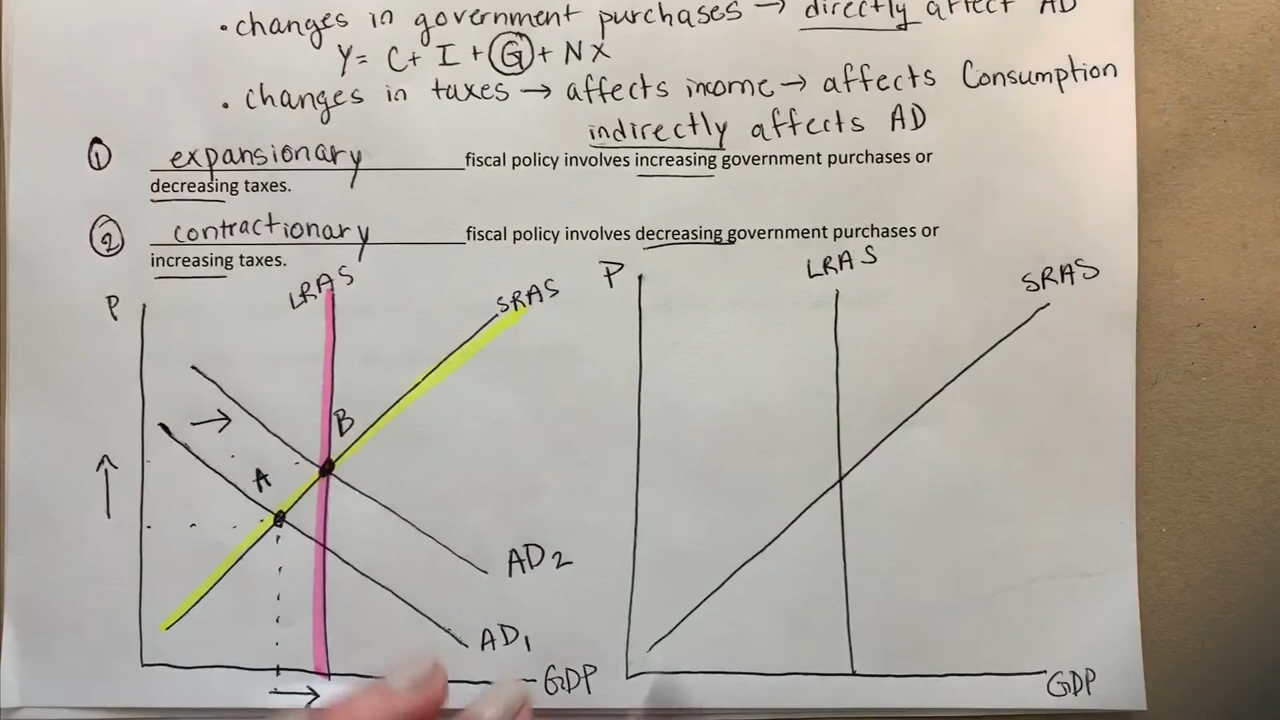 • changes in government purchases → directly affect AD
Y= C+ I + G + NX
• changes in taxes → affects income → affects Consumption
indirectly affects AD
① expansionary fiscal policy involves increasing government purchases or
decreasing taxes.
② contractionary fiscal policy involves decreasing government purchases or
increasing taxes.
P LRAS SRAS
B
A
AD2
AD1
GDP
P LRAS SRAS
GDP